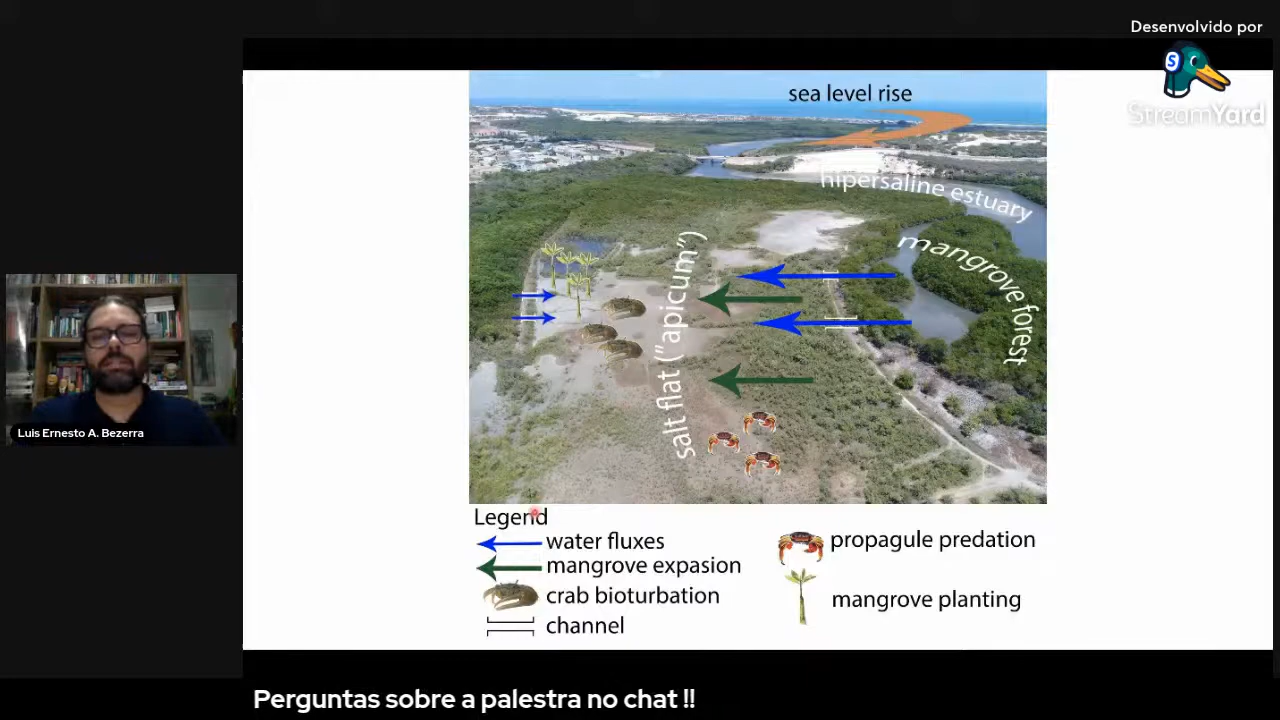 Desenvolvido por
S
StreamYard
sea level rise
hipersaline estuary
mangrove forest
salt flat ("apicum")
Luis Ernesto A. Bezerra
Legend
water fluxes
mangrove expasion
crab bioturbation
channel
propagule predation
mangrove planting
Perguntas sobre a palestra no chat !!